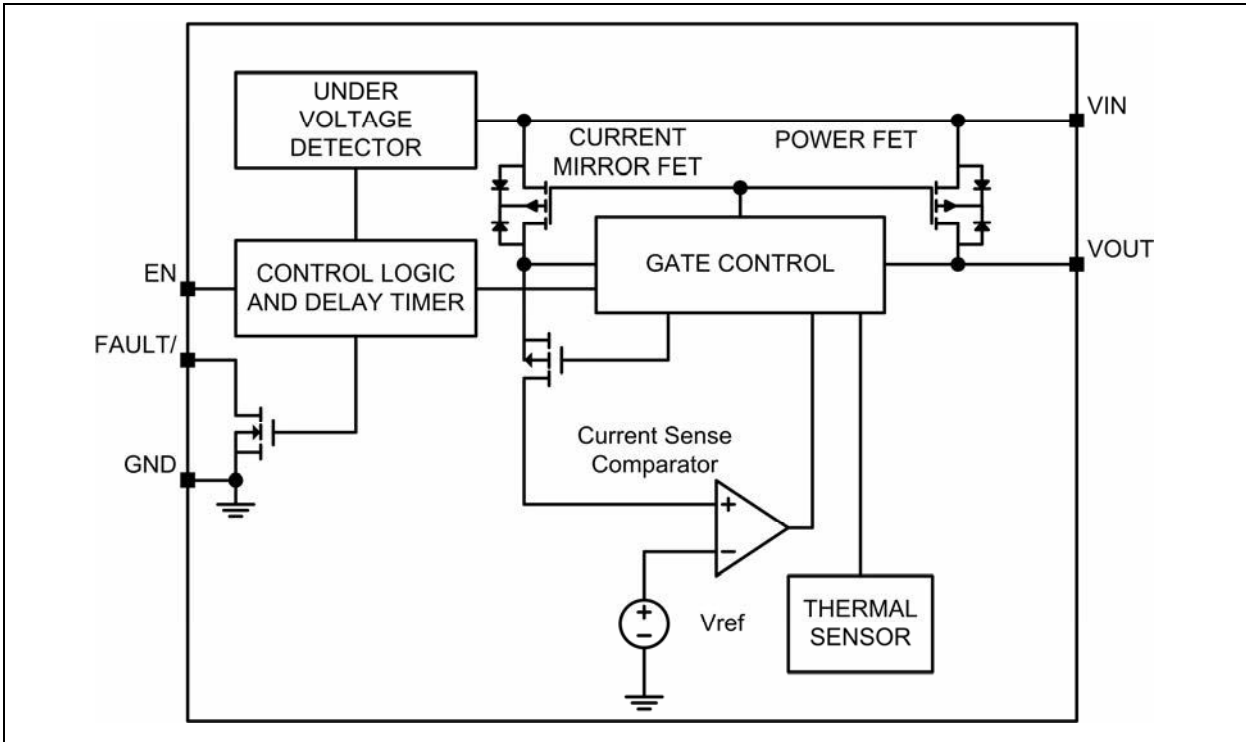 UNDER
VOLTAGE
DETECTOR
VIN
CURRENT
MIRROR FET
POWER FET
EN
CONTROL LOGIC
AND DELAY TIMER
GATE CONTROL
VOUT
FAULT/
GND
Current Sense
Comparator
+
−
+
−
Vref
THERMAL
SENSOR